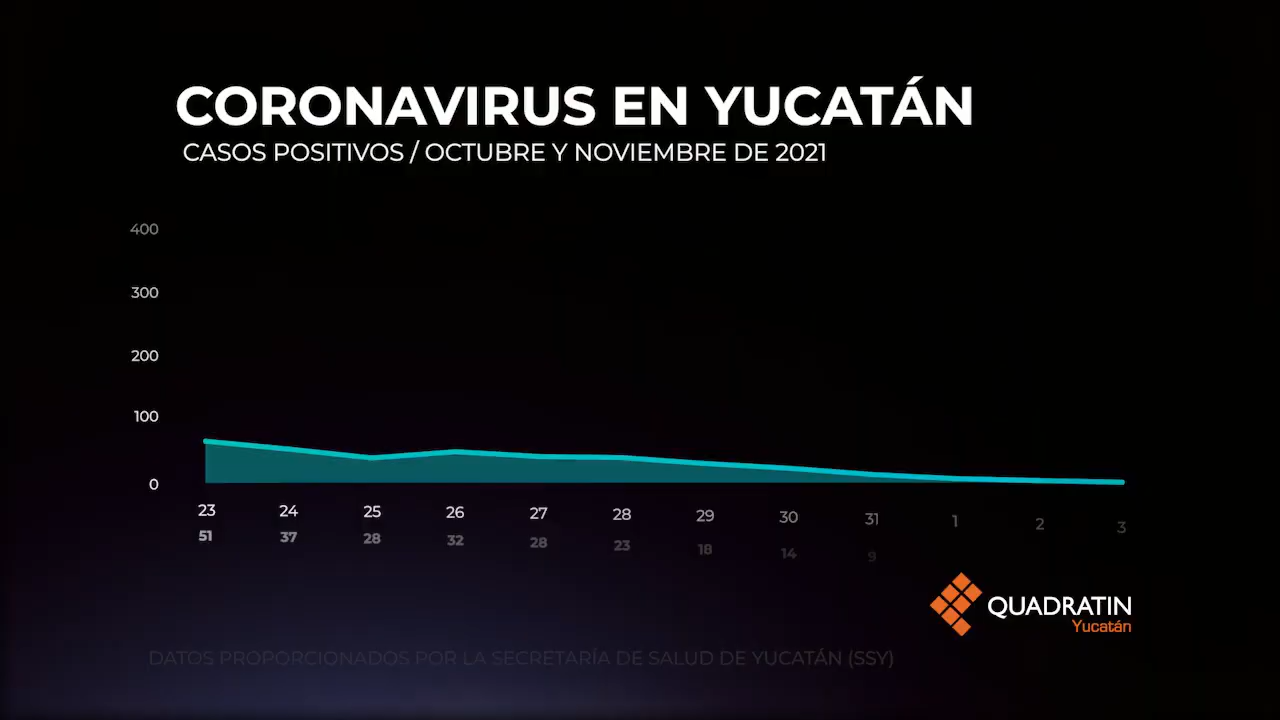 CORONAVIRUS EN YUCATÁN
CASOS POSITIVOS / OCTUBRE Y NOVIEMBRE DE 2021
400
300
200
100
0
23 24 25 26 27 28 29 30 31 1 2 3
51 37 28 32 28 23 18 14 9
QUADRATIN
Yucatán
DATOS PROPORCIONADOS POR LA SECRETARÍA DE SALUD DE YUCATÁN (SSY)